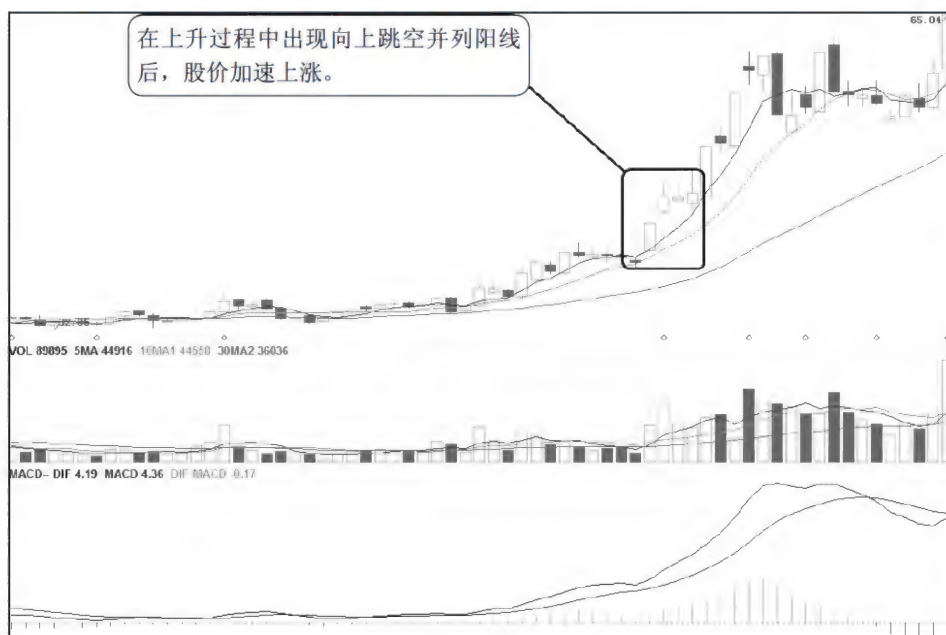 65.04
在上升过程中出现向上跳空并列阳线
后，股价加速上涨。
VOL 89895 5MA 44916 10MA1 44550 30MA2 36036
MACD-- DIF 4.19 MACD 4.36 DIF MACD -0.17